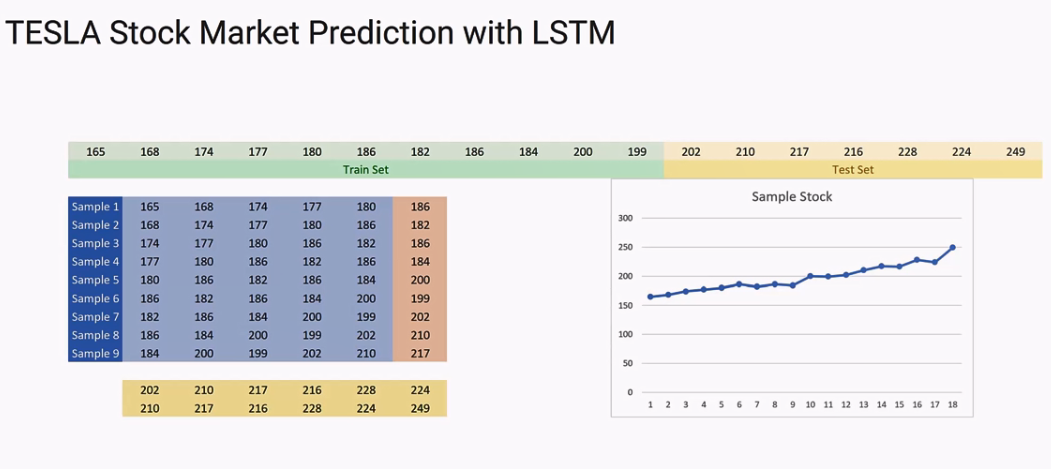 TESLA Stock Market Prediction with LSTM
165 168 174 177 180 186 182 186 184 200 199 202 210 217 216 228 224 249
Train Set Test Set
Sample 1 165 168 174 177 180 186
Sample 2 168 174 177 180 186 182
Sample 3 174 177 180 186 182 186
Sample 4 177 180 186 182 186 184
Sample 5 180 186 182 186 184 200
Sample 6 186 182 186 184 200 199
Sample 7 182 186 184 200 199 202
Sample 8 186 184 200 199 202 210
Sample 9 184 200 199 202 210 217
202 210 217 216 228 224
210 217 216 228 224 249
Sample Stock
300
250
200
150
100
50
0
1 2 3 4 5 6 7 8 9 10 11 12 13 14 15 16 17 18